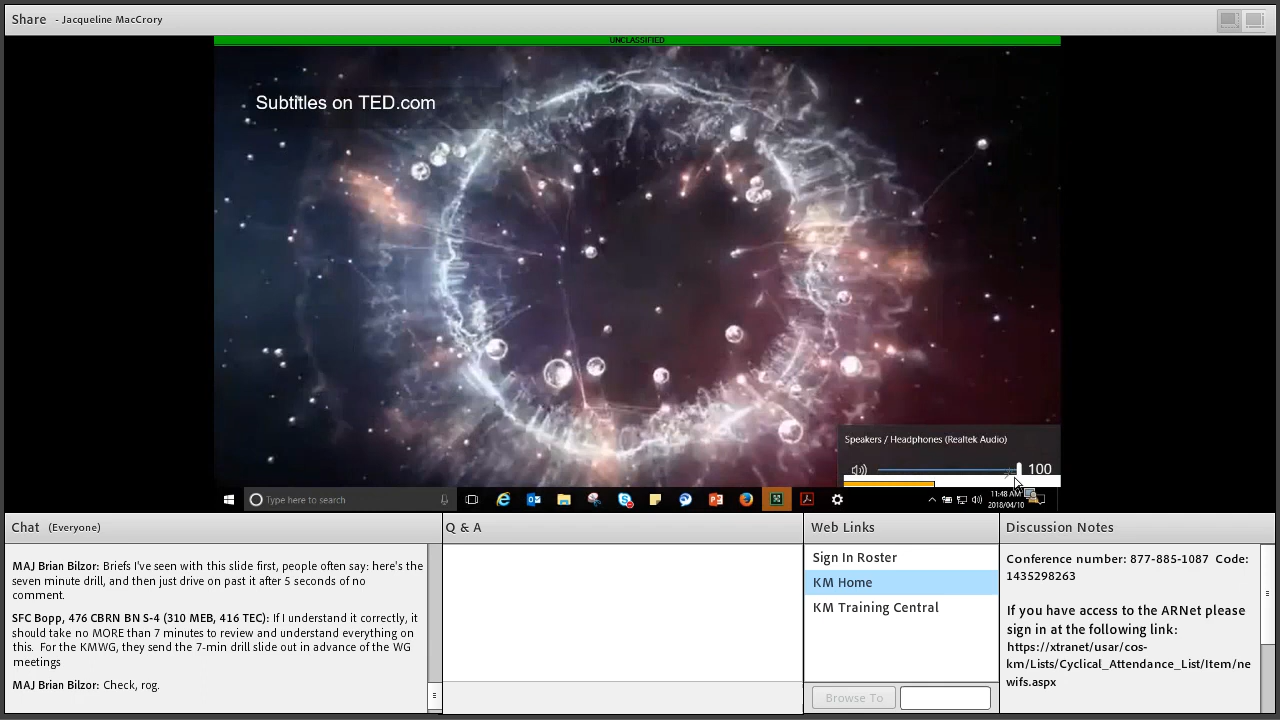 Share - Jacqueline MacCrory
UNCLASSIFIED
Subtitles on TED.com
Speakers / Headphones (Realtek Audio)
100
Type here to search
11:48 AM
2018/04/10
Chat (Everyone)
MAJ Brian Bilzor: Briefs I've seen with this slide first, people often say: here's the
seven minute drill, and then just drive on past it after 5 seconds of no
comment.
SFC Bopp, 476 CBRN BN S-4 (310 MEB, 416 TEC): If I understand it correctly, it
should take no MORE than 7 minutes to review and understand everything on
this. For the KMWG, they send the 7-min drill slide out in advance of the WG
meetings
MAJ Brian Bilzor: Check, rog.
Q & A
Web Links
Sign In Roster
KM Home
KM Training Central
Browse To
Discussion Notes
Conference number: 877-885-1087 Code:
1435298263
If you have access to the ARNet please
sign in at the following link:
https://xtranet/usar/cos-
km/Lists/Cyclical_Attendance_List/Item/ne
wifs.aspx